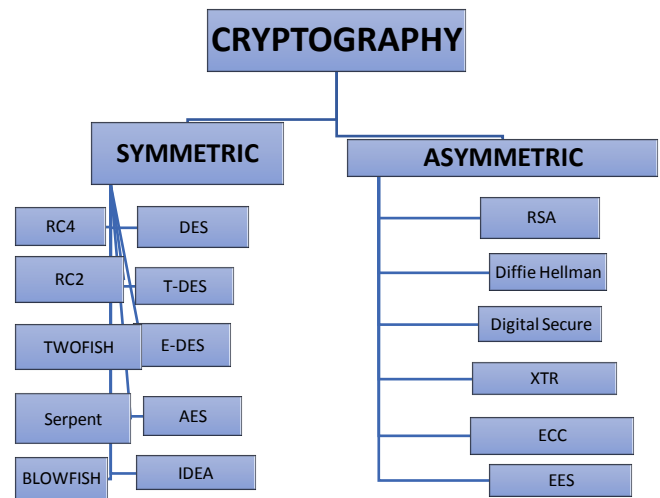 CRYPTOGRAPHY
SYMMETRIC
ASYMMETRIC
RC4
DES
RC2
T-DES
TWOFISH
E-DES
Serpent
AES
BLOWFISH
IDEA
RSA
Diffie Hellman
Digital Secure
XTR
ECC
EES